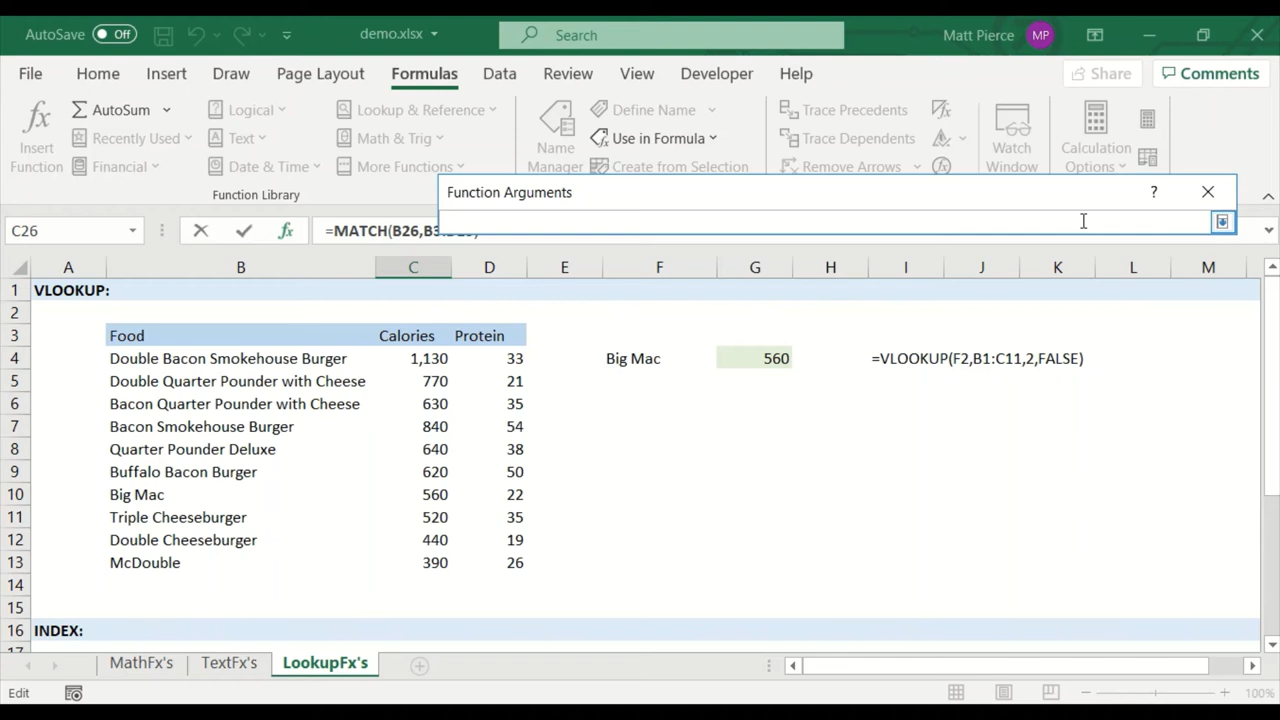 AutoSave Off demo.xlsx Search Matt Pierce MP
File Home Insert Draw Page Layout Formulas Data Review View Developer Help Share Comments
AutoSum Logical Lookup & Reference Define Name Trace Precedents
Recently Used Text Math & Trig Use in Formula Trace Dependents
Insert Function Financial Date & Time More Functions Name Manager Create from Selection Remove Arrows Watch Window Calculation Options
Function Library
Function Arguments ?
C26 fx =MATCH(B26,B3:
A B C D E F G H I J K L M
1 VLOOKUP:
2
3 Food Calories Protein
4 Double Bacon Smokehouse Burger 1,130 33 Big Mac 560 =VLOOKUP(F2,B1:C11,2,FALSE)
5 Double Quarter Pounder with Cheese 770 21
6 Bacon Quarter Pounder with Cheese 630 35
7 Bacon Smokehouse Burger 840 54
8 Quarter Pounder Deluxe 640 38
9 Buffalo Bacon Burger 620 50
10 Big Mac 560 22
11 Triple Cheeseburger 520 35
12 Double Cheeseburger 440 19
13 McDouble 390 26
14
15
16 INDEX:
17
MathFx's TextFx's LookupFx's
Edit 100%